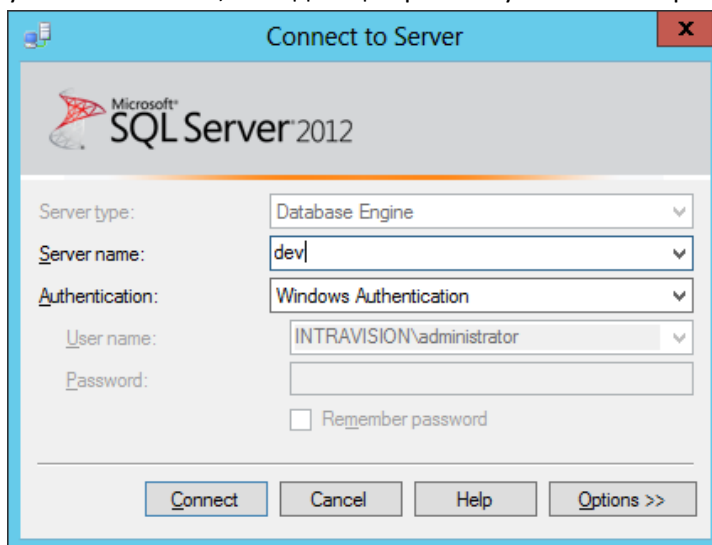 Connect to Server
x
Microsoft®
SQL Server® 2012
Server type: Database Engine
Server name: dev
Authentication: Windows Authentication
User name: INTRAVISION\administrator
Password:
Remember password
Connect Cancel Help Options >>